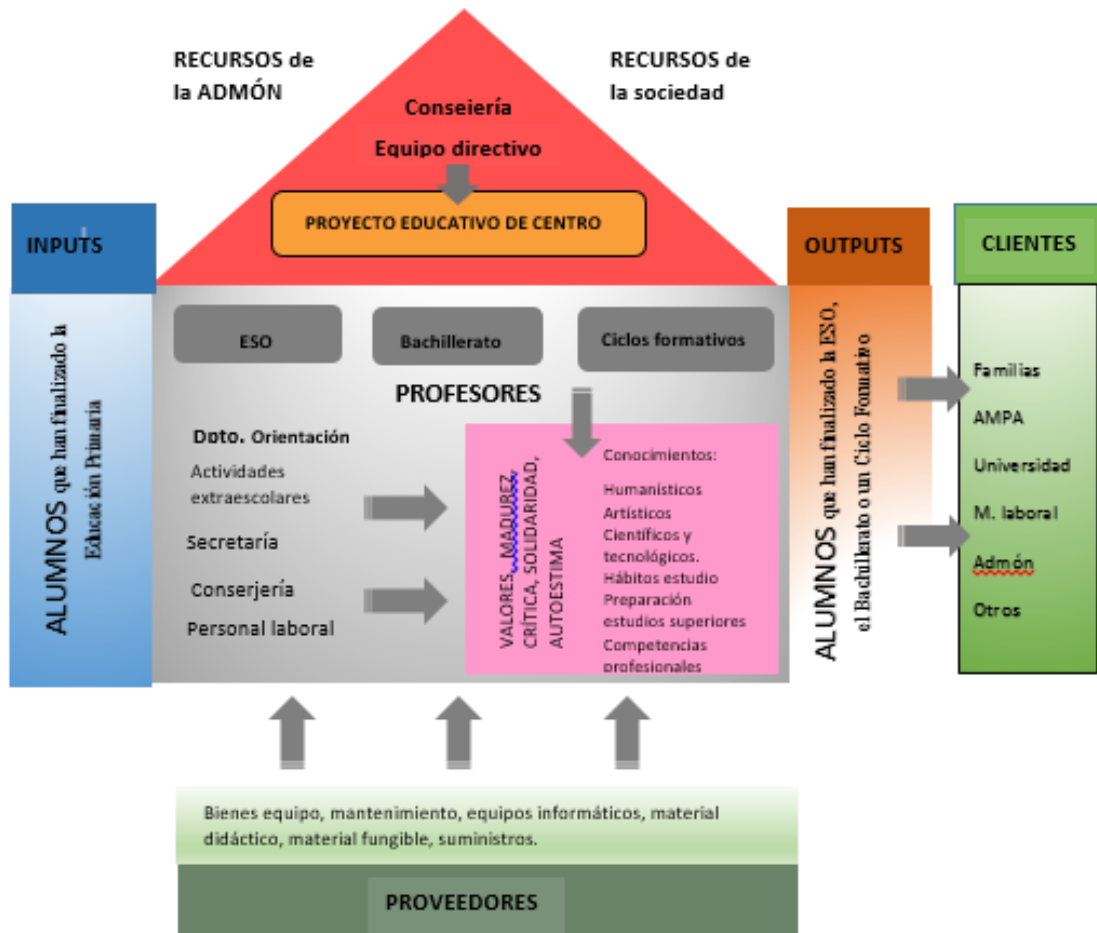 RECURSOS de
la ADMÓN
RECURSOS de
la sociedad
Conseiería
Equipo directivo
PROYECTO EDUCATIVO DE CENTRO
INPUTS
OUTPUTS
CLIENTES
ALUMNOS que han finalizado la
Educación Primaria
ESO
Bachillerato
Ciclos formativos
PROFESORES
Dpto. Orientación
Actividades
extraescolares
Secretaría
Conserjería
Personal laboral
VALORES, MADUREZ,
CRÍTICA, SOLIDARIDAD,
AUTOESTIMA
Conocimientos:
Humanísticos
Artísticos
Científicos y
tecnológicos.
Hábitos estudio
Preparación
estudios superiores
Competencias
profesionales
ALUMNOS que han finalizado la ESO,
el Bachillerato o un Ciclo Formativo
Familias
AMPA
Universidad
M. laboral
Admón
Otros
Bienes equipo, mantenimiento, equipos informáticos, material
didáctico, material fungible, suministros.
PROVEEDORES